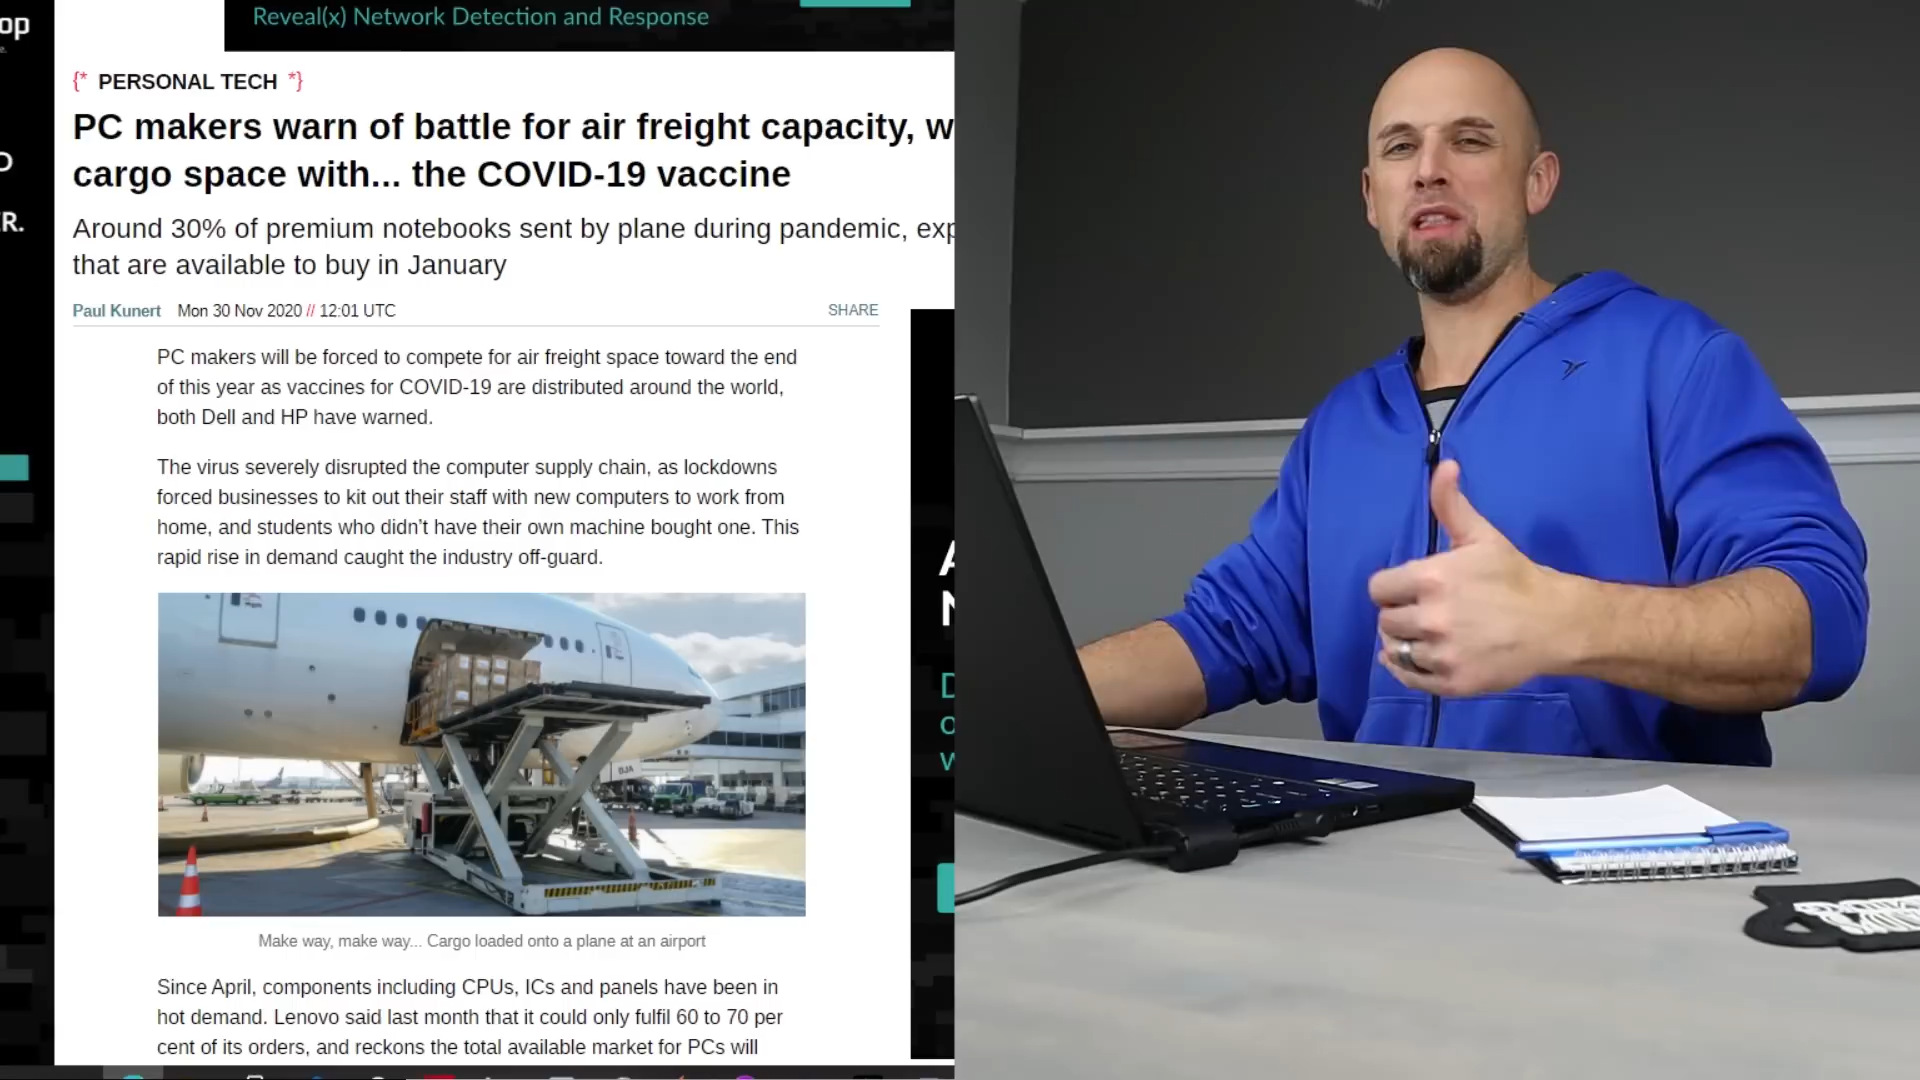 op
Reveal(x) Network Detection and Response
{* PERSONAL TECH *}
PC makers warn of battle for air freight capacity, w
cargo space with... the COVID-19 vaccine
R.
Around 30% of premium notebooks sent by plane during pandemic, exp
that are available to buy in January
Paul Kunert Mon 30 Nov 2020 // 12:01 UTC SHARE
PC makers will be forced to compete for air freight space toward the end
of this year as vaccines for COVID-19 are distributed around the world,
both Dell and HP have warned.
The virus severely disrupted the computer supply chain, as lockdowns
forced businesses to kit out their staff with new computers to work from
home, and students who didn't have their own machine bought one. This
rapid rise in demand caught the industry off-guard.
Make way, make way... Cargo loaded onto a plane at an airport
Since April, components including CPUs, ICs and panels have been in
hot demand. Lenovo said last month that it could only fulfil 60 to 70 per
cent of its orders, and reckons the total available market for PCs will